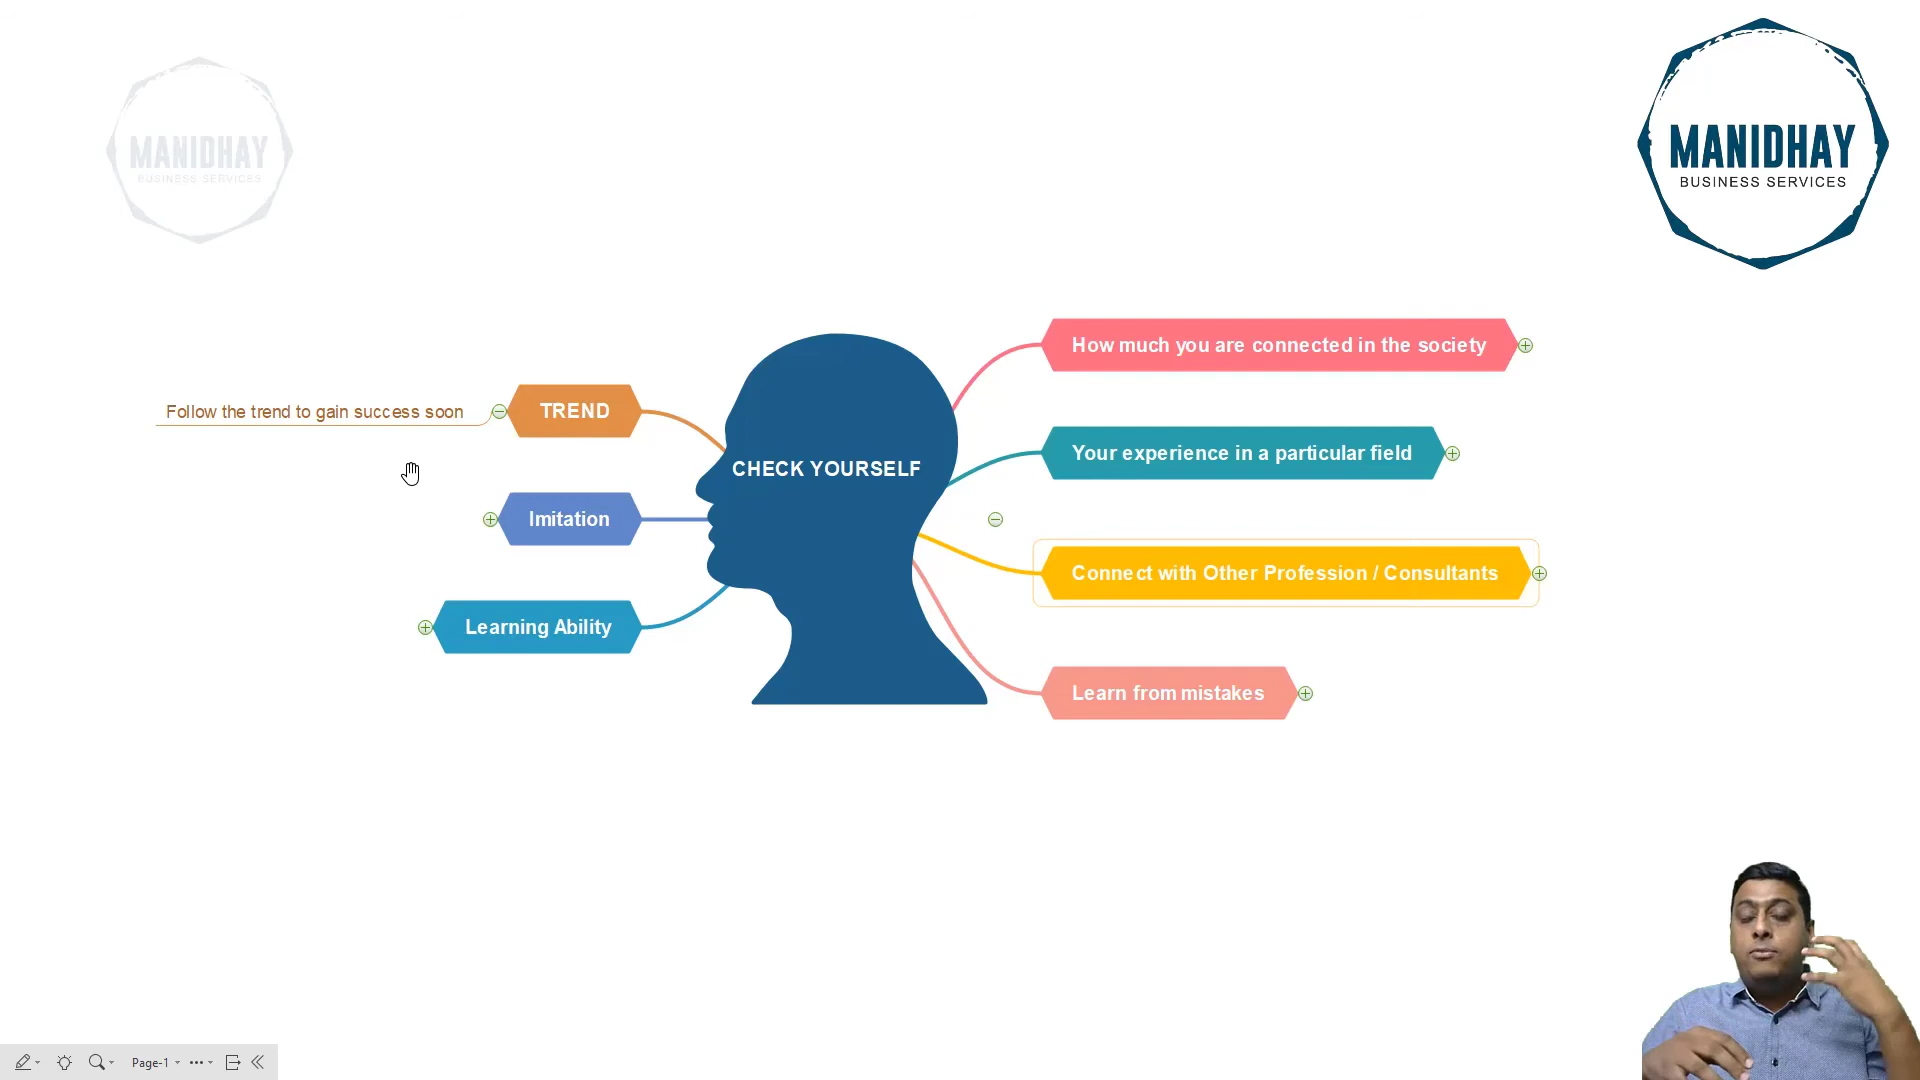 MANIDHAY
BUSINESS SERVICES
MANIDHAY
BUSINESS SERVICES
How much you are connected in the society
Follow the trend to gain success soon
TREND
Your experience in a particular field
CHECK YOURSELF
Imitation
Connect with Other Profession / Consultants
Learning Ability
Learn from mistakes
Page-1